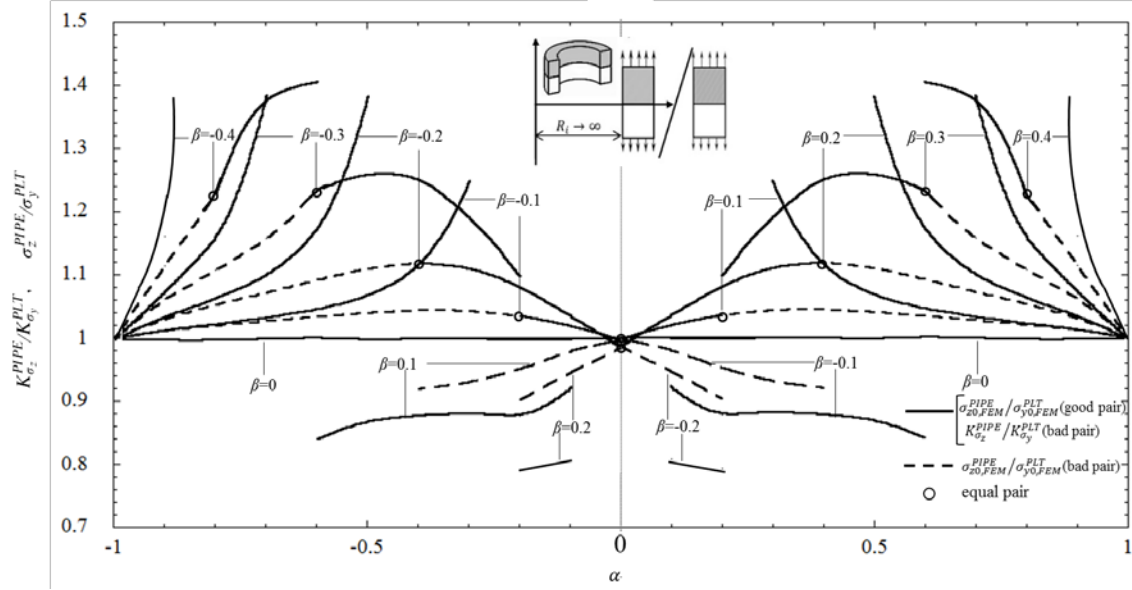 1.5
1.4
1.3
1.2
1.1
1
0.9
0.8
0.7
-1
-0.5
0
0.5
1
α
K_{σ_z}^{PIPE}/K_{σ_y}^{PLT}、 σ_z^{PIPE}/σ_y^{PLT}
R_i → ∞
β=-0.4
β=-0.3
β=-0.2
β=-0.1
β=0.1
β=0.2
β=0.3
β=0.4
β=0
β=0.1
β=0.2
β=-0.2
β=-0.1
β=0
σ_{z0,FEM}^{PIPE}/σ_{y0,FEM}^{PLT}(good pair)
K_{σ_z}^{PIPE}/K_{σ_y}^{PLT}(bad pair)
σ_{z0,FEM}^{PIPE}/σ_{y0,FEM}^{PLT}(bad pair)
equal pair